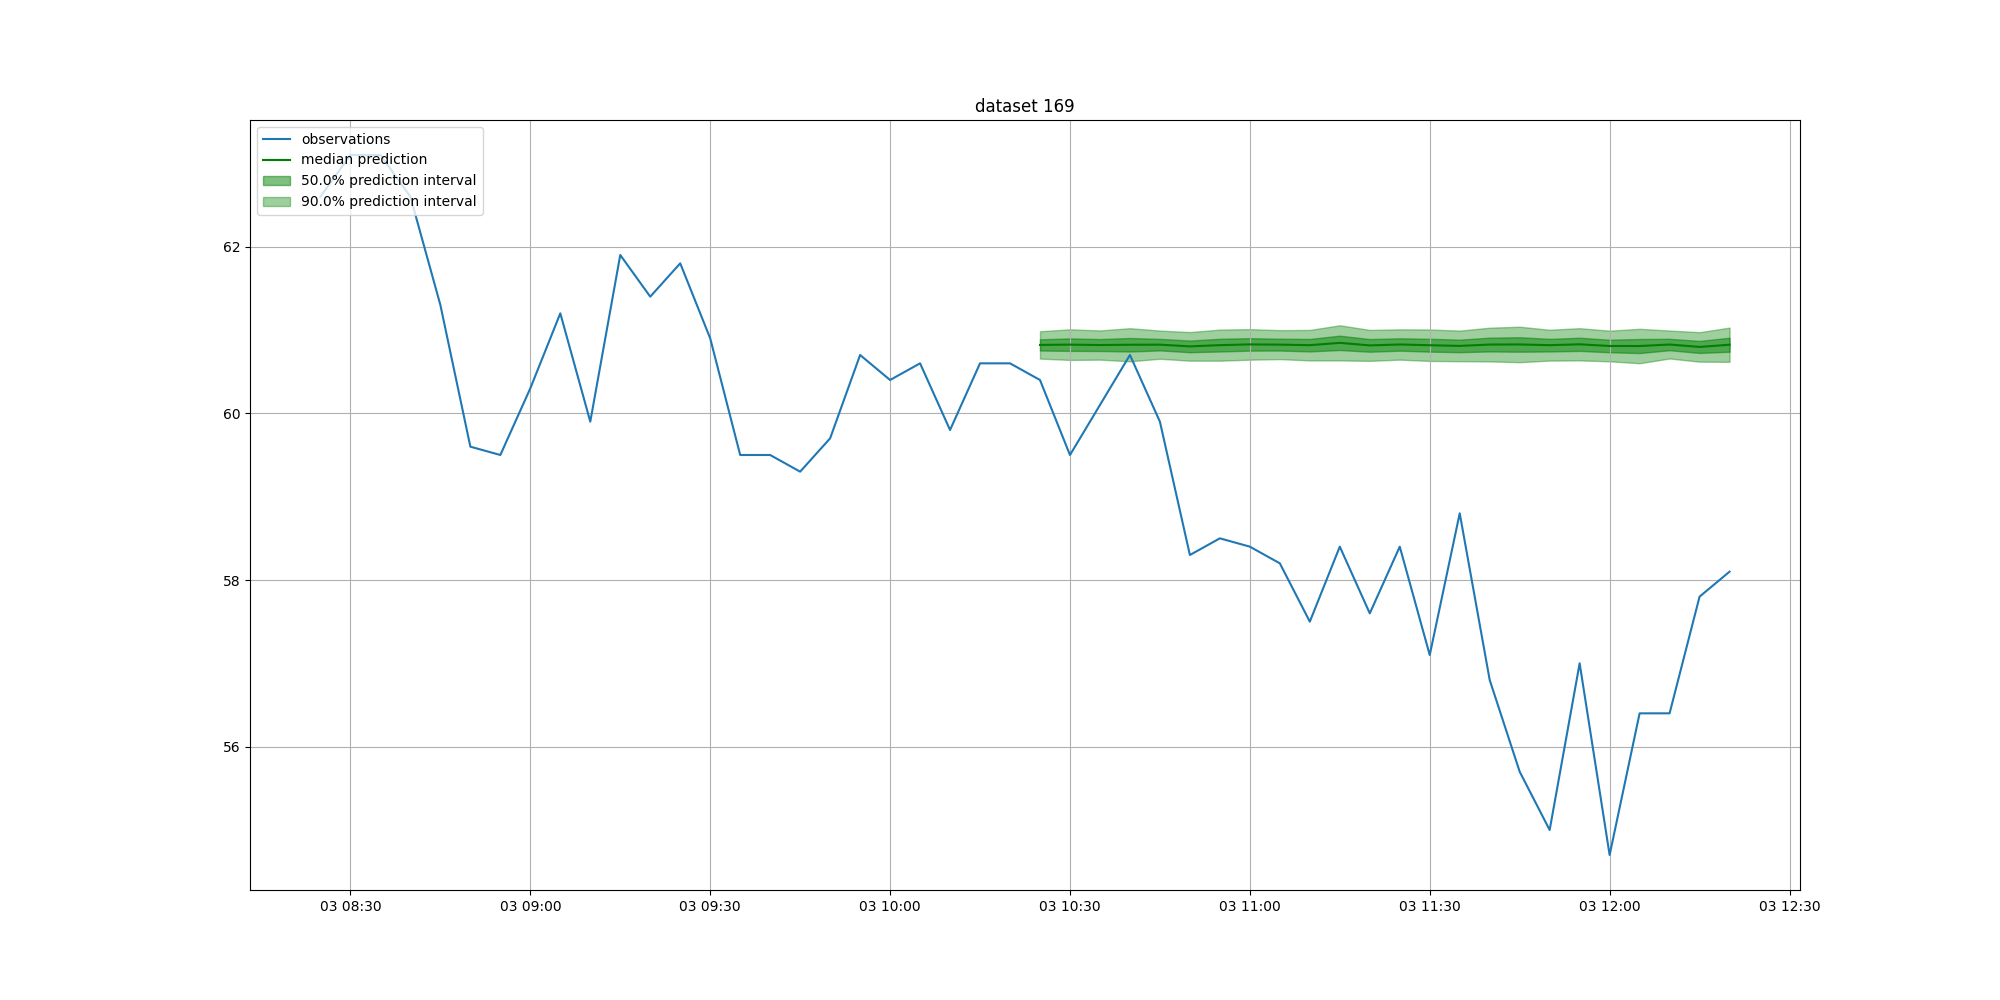 dataset 169
observations
median prediction
50.0% prediction interval
90.0% prediction interval
62
60
58
56
03 08:30 03 09:00 03 09:30 03 10:00 03 10:30 03 11:00 03 11:30 03 12:00 03 12:30